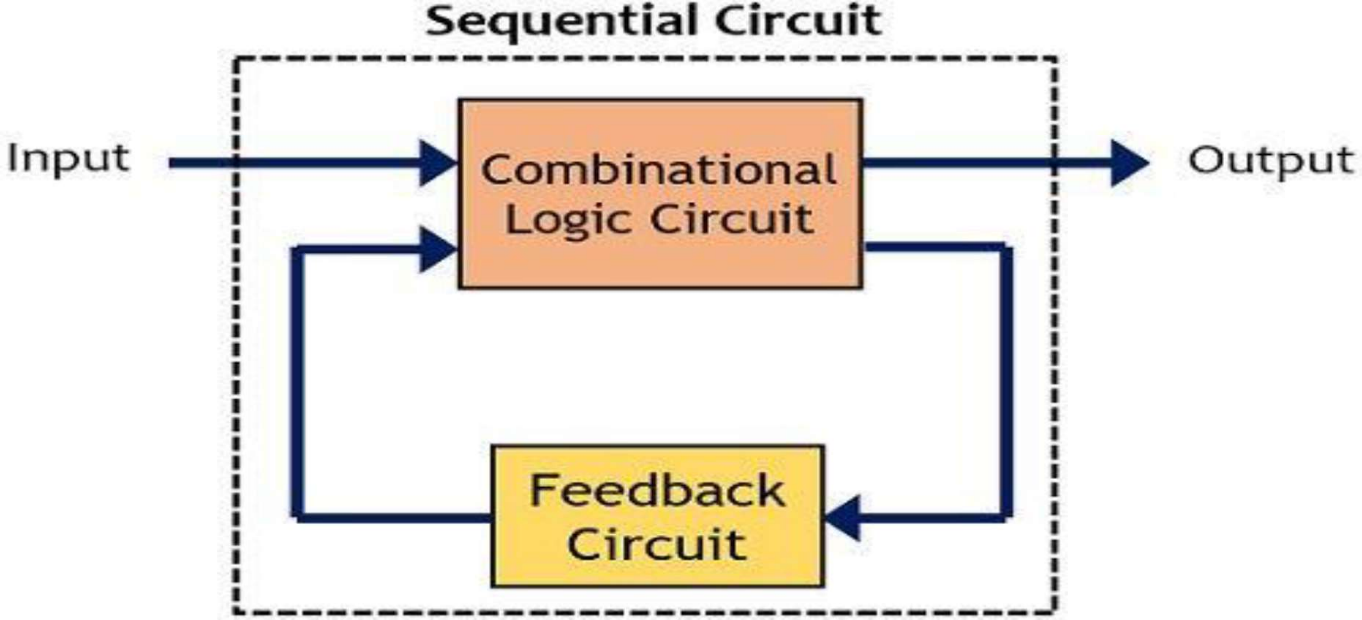 Sequential Circuit
Input
Combinational
Logic Circuit
Output
Feedback
Circuit